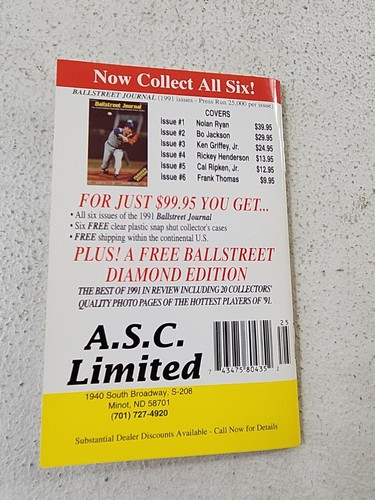 Now Collect All Six!
BALLSTREET JOURNAL (1991 issues - Press Run 25,000 per issue)
Ballstreet Journal
COVERS
Issue #1 Nolan Ryan $39.95
Issue #2 Bo Jackson $29.95
Issue #3 Ken Griffey, Jr. $24.95
Issue #4 Rickey Henderson $13.95
Issue #5 Cal Ripken, Jr. $12.95
Issue #6 Frank Thomas $9.95
FOR JUST $99.95 YOU GET...
• All six issues of the 1991 Ballstreet Journal
• Six FREE clear plastic snap shut collector's cases
• FREE shipping within the continental U.S.
PLUS! A FREE BALLSTREET
DIAMOND EDITION
THE BEST OF 1991 IN REVIEW INCLUDING 20 COLLECTORS'
QUALITY PHOTO PAGES OF THE HOTTEST PLAYERS OF '91.
A.S.C.
Limited
25
7 43475 80435 2
1940 South Broadway, S-208
Minot, ND 58701
(701) 727-4920
Substantial Dealer Discounts Available - Call Now for Details